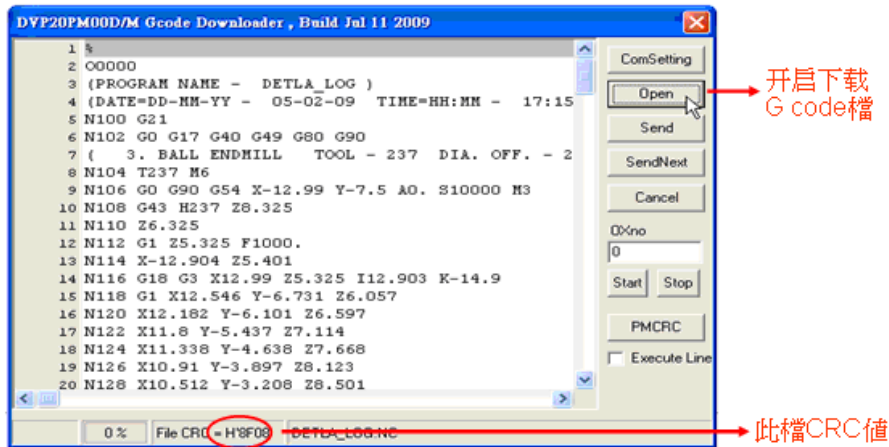 DVP20PM00D/M Gcode Downloader , Build Jul 11 2009
1 %
2 O0000
3 (PROGRAM NAME - DETLA_LOG )
4 (DATE=DD-MM-YY - 05-02-09 TIME=HH:MM - 17:15
5 N100 G21
6 N102 G0 G17 G40 G49 G80 G90
7 ( 3. BALL ENDMILL TOOL - 237 DIA. OFF. - 2
8 N104 T237 M6
9 N106 G0 G90 G54 X-12.99 Y-7.5 A0. S10000 M3
10 N108 G43 H237 Z8.325
11 N110 Z6.325
12 N112 G1 Z5.325 F1000.
13 N114 X-12.904 Z5.401
14 N116 G18 G3 X12.99 Z5.325 I12.903 K-14.9
15 N118 G1 X12.546 Y-6.731 Z6.057
16 N120 X12.182 Y-6.101 Z6.597
17 N122 X11.8 Y-5.437 Z7.114
18 N124 X11.338 Y-4.638 Z7.668
19 N126 X10.91 Y-3.897 Z8.123
20 N128 X10.512 Y-3.208 Z8.501
ComSetting
Open
Send
SendNext
Cancel
OXno
0
Start Stop
PMCRC
Execute Line
开启下载
G code檔
0 % File CRC = H'8F08 DETLA_LOG.NC
此檔CRC值